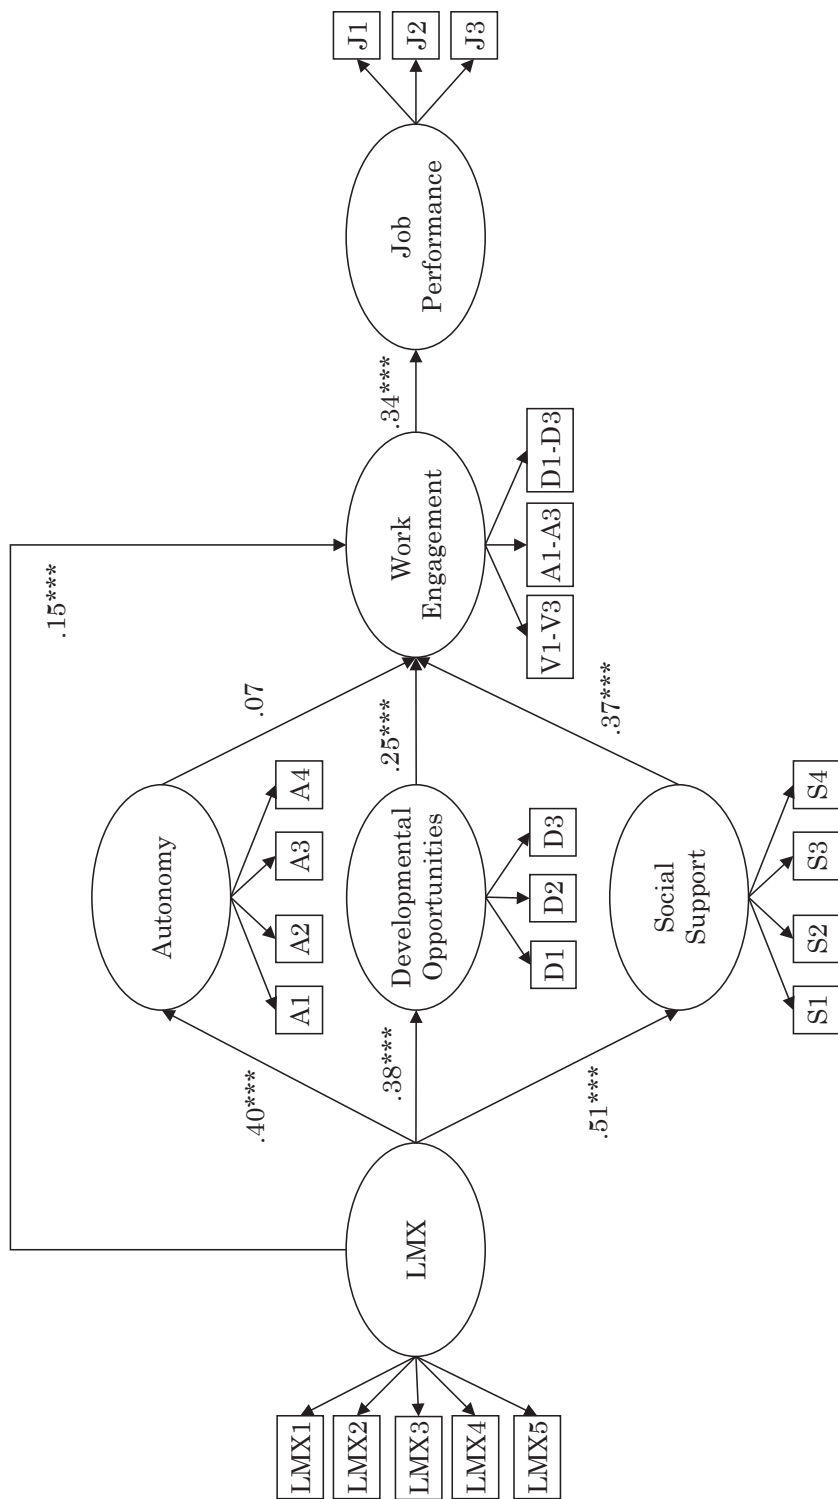 .15***
LMX1
LMX2
LMX3
LMX4
LMX5
LMX
.40***
.38***
.51***
Autonomy
A1
A2
A3
A4
Developmental
Opportunities
D1
D2
D3
Social
Support
S1
S2
S3
S4
.07
.25***
.37***
Work
Engagement
V1-V3
A1-A3
D1-D3
.34***
Job
Performance
J1
J2
J3